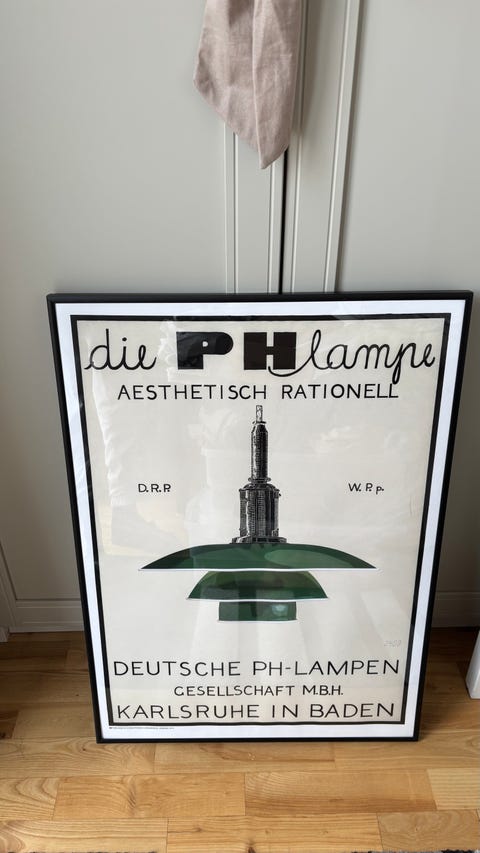 die PH lampe
AESTHETISCH RATIONELL
D.R.P. W.P.p.
DEUTSCHE PH-LAMPEN
GESELLSCHAFT M.B.H.
KARLSRUHE IN BADEN